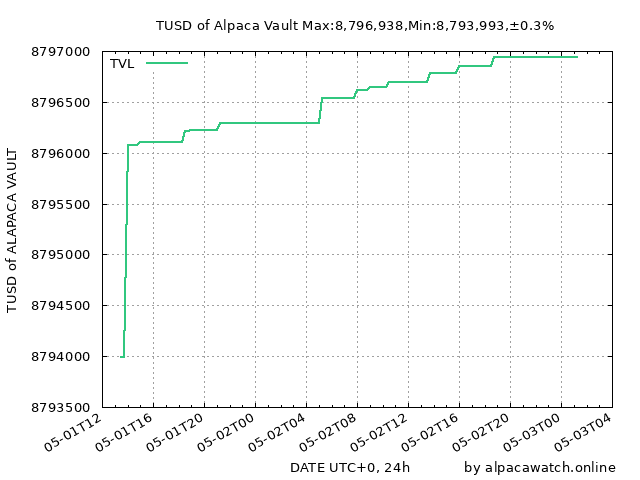 TUSD of Alpaca Vault Max:8,796,938,Min:8,793,993,±0.3%
TVL
8797000
8796500
8796000
8795500
8795000
8794500
8794000
8793500
TUSD of ALAPACA VAULT
05-01T12
05-01T16
05-01T20
05-02T00
05-02T04
05-02T08
05-02T12
05-02T16
05-02T20
05-03T00
05-03T04
DATE UTC+0, 24h
by alpacawatch.online